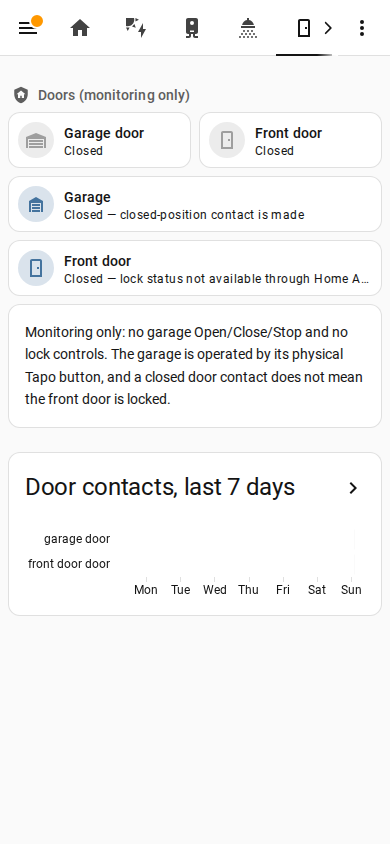 Doors (monitoring only)
Garage door
Closed
Front door
Closed
Garage
Closed — closed-position contact is made
Front door
Closed — lock status not available through Home A…
Monitoring only: no garage Open/Close/Stop and no
lock controls. The garage is operated by its physical
Tapo button, and a closed door contact does not mean
the front door is locked.
Door contacts, last 7 days
garage door
front door door
Mon Tue Wed Thu Fri Sat Sun